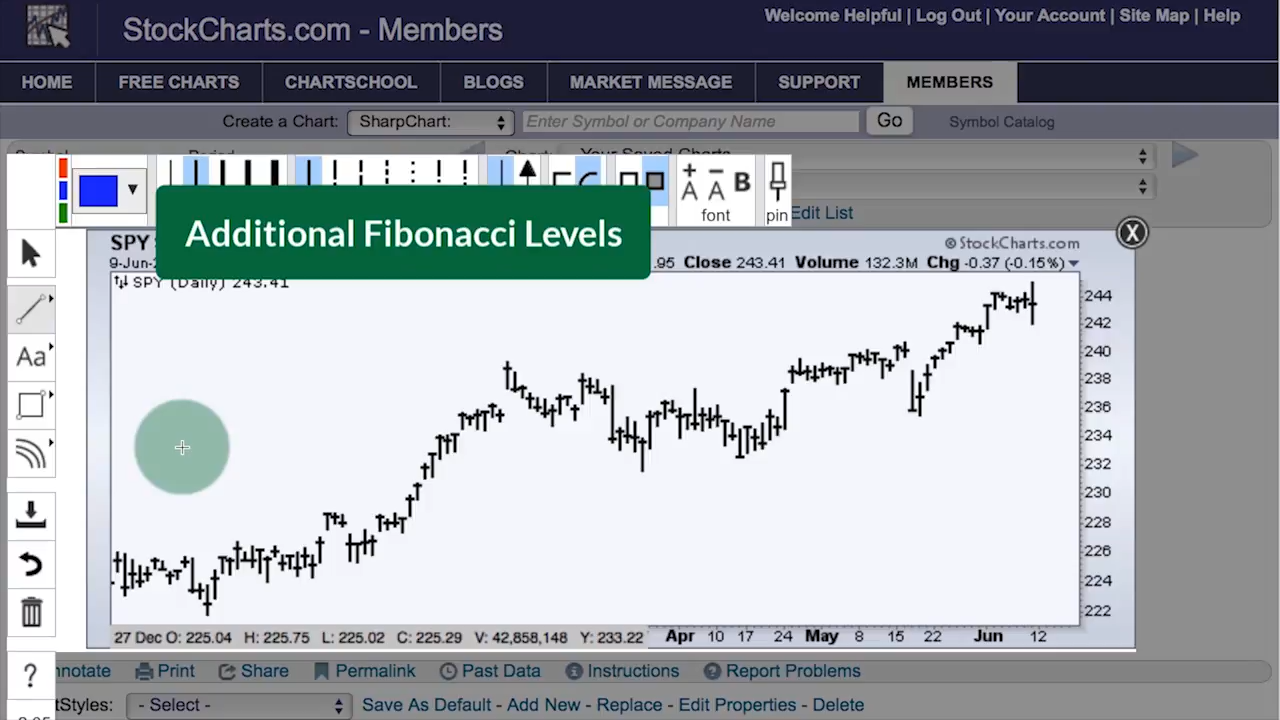 Welcome Helpful | Log Out | Your Account | Site Map | Help
StockCharts.com - Members
HOME
FREE CHARTS
CHARTSCHOOL
BLOGS
MARKET MESSAGE
SUPPORT
MEMBERS
Create a Chart:
SharpChart:
Enter Symbol or Company Name
Go
Symbol Catalog
Your Saved Charts
+ A
− A
B
font
pin
Edit List
Additional Fibonacci Levels
SPY
© StockCharts.com
X
.95 Close 243.41 Volume 132.3M Chg -0.37 (-0.15%)
SPY (Daily) 243.41
244
242
240
238
236
234
232
230
228
226
224
222
Aa
27 Dec O: 225.04 H: 225.75 L: 225.02 C: 225.29 V: 42,858,148 Y: 233.22
Apr 10 17 24 May 8 15 22 Jun 12
?
nnotate Print Share Permalink Past Data Instructions Report Problems
tStyles: - Select - Save As Default - Add New - Replace - Edit Properties - Delete